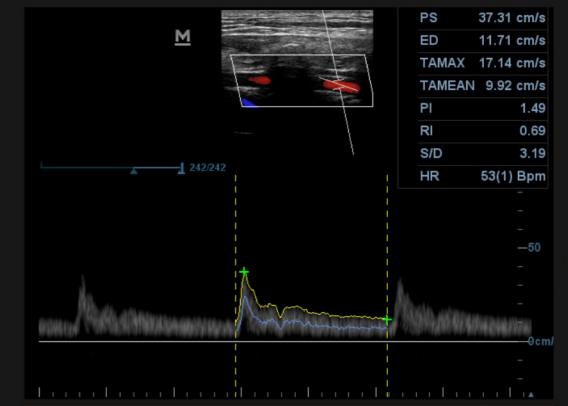 M
PS 37.31 cm/s
ED 11.71 cm/s
TAMAX 17.14 cm/s
TAMEAN 9.92 cm/s
PI 1.49
RI 0.69
S/D 3.19
HR 53(1) Bpm
242/242
50
0cm/